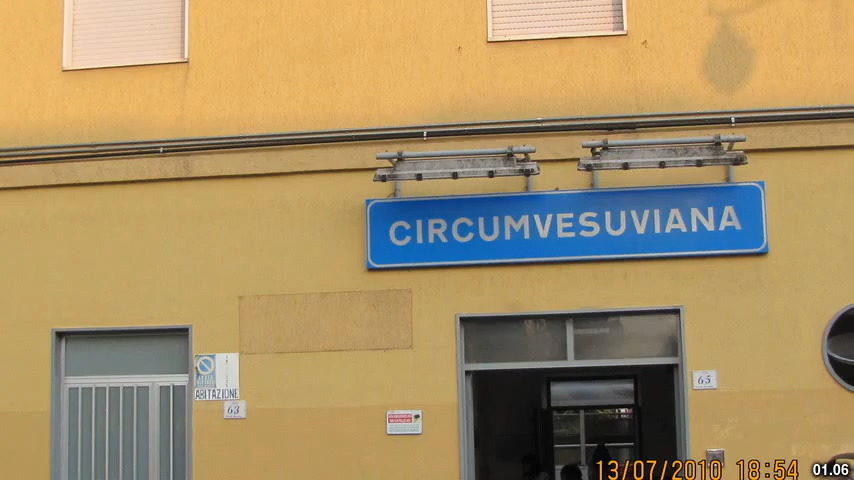 CIRCUMVESUVIANA
65
ABITAZIONE
63
13/07/2010 18:54
01.06